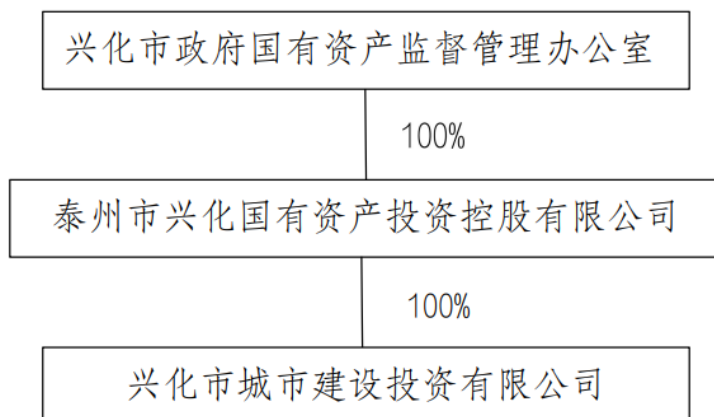 兴化市政府国有资产监督管理办公室
100%
泰州市兴化国有资产投资控股有限公司
100%
兴化市城市建设投资有限公司